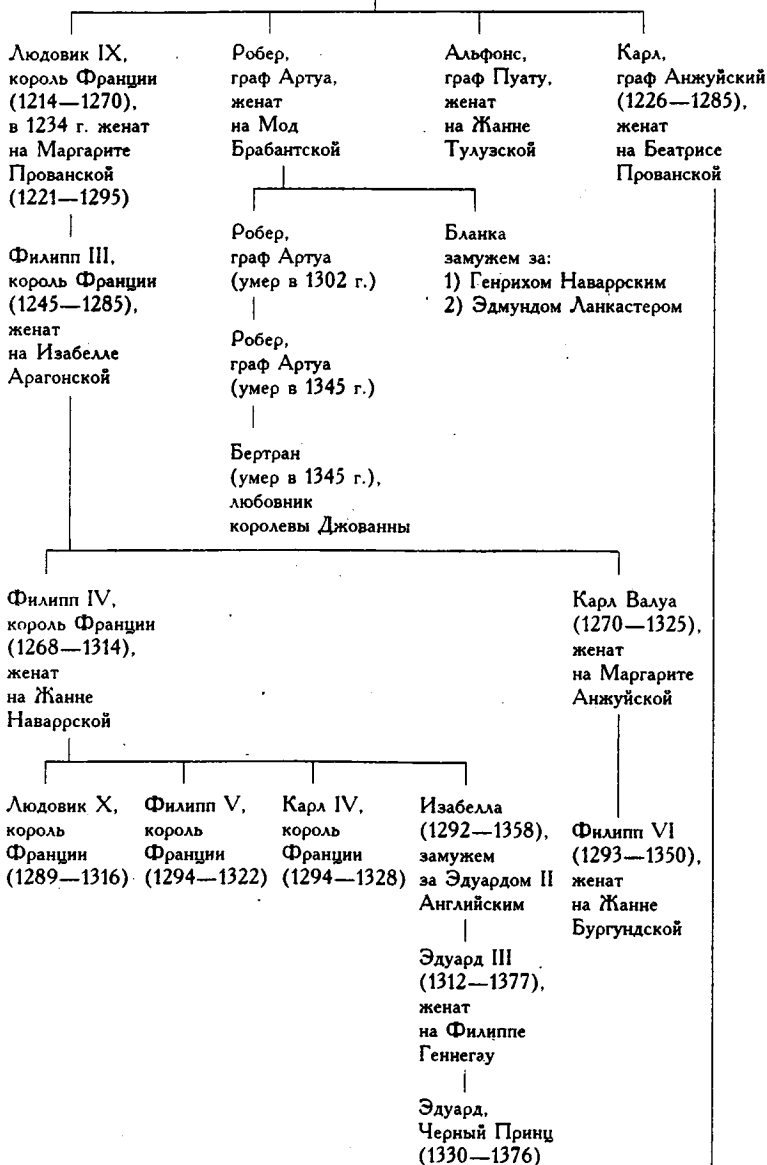 Людовик IX,
король Франции
(1214—1270),
в 1234 г. женат
на Маргарите
Прованской
(1221—1295)
Робер,
граф Артуа,
женат
на Мод
Брабантской
Альфонс,
граф Пуату,
женат
на Жанне
Тулузской
Карл,
граф Анжуйский
(1226—1285),
женат
на Беатрисе
Прованской
Филипп III,
король Франции
(1245—1285),
женат
на Изабелле
Арагонской
Робер,
граф Артуа
(умер в 1302 г.)
Бланка
замужем за:
1) Генрихом Наваррским
2) Эдмундом Ланкастером
Робер,
граф Артуа
(умер в 1345 г.)
Бертран
(умер в 1345 г.),
любовник
королевы Джованны
Филипп IV,
король Франции
(1268—1314),
женат
на Жанне
Наваррской
Карл Валуа
(1270—1325),
женат
на Маргарите
Анжуйской
Людовик X,
король
Франции
(1289—1316)
Филипп V,
король
Франции
(1294—1322)
Карл IV,
король
Франции
(1294—1328)
Изабелла
(1292—1358),
замужем
за Эдуардом II
Английским
Филипп VI
(1293—1350),
женат
на Жанне
Бургундской
Эдуард III
(1312—1377),
женат
на Филиппе
Геннегау
Эдуард,
Черный Принц
(1330—1376)